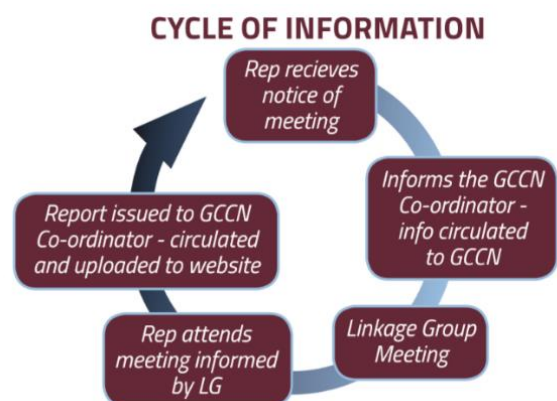 CYCLE OF INFORMATION
Rep recieves
notice of
meeting
Informs the GCCN
Co-ordinator -
info circulated
to GCCN
Linkage Group
Meeting
Rep attends
meeting informed
by LG
Report issued to GCCN
Co-ordinator - circulated
and uploaded to website